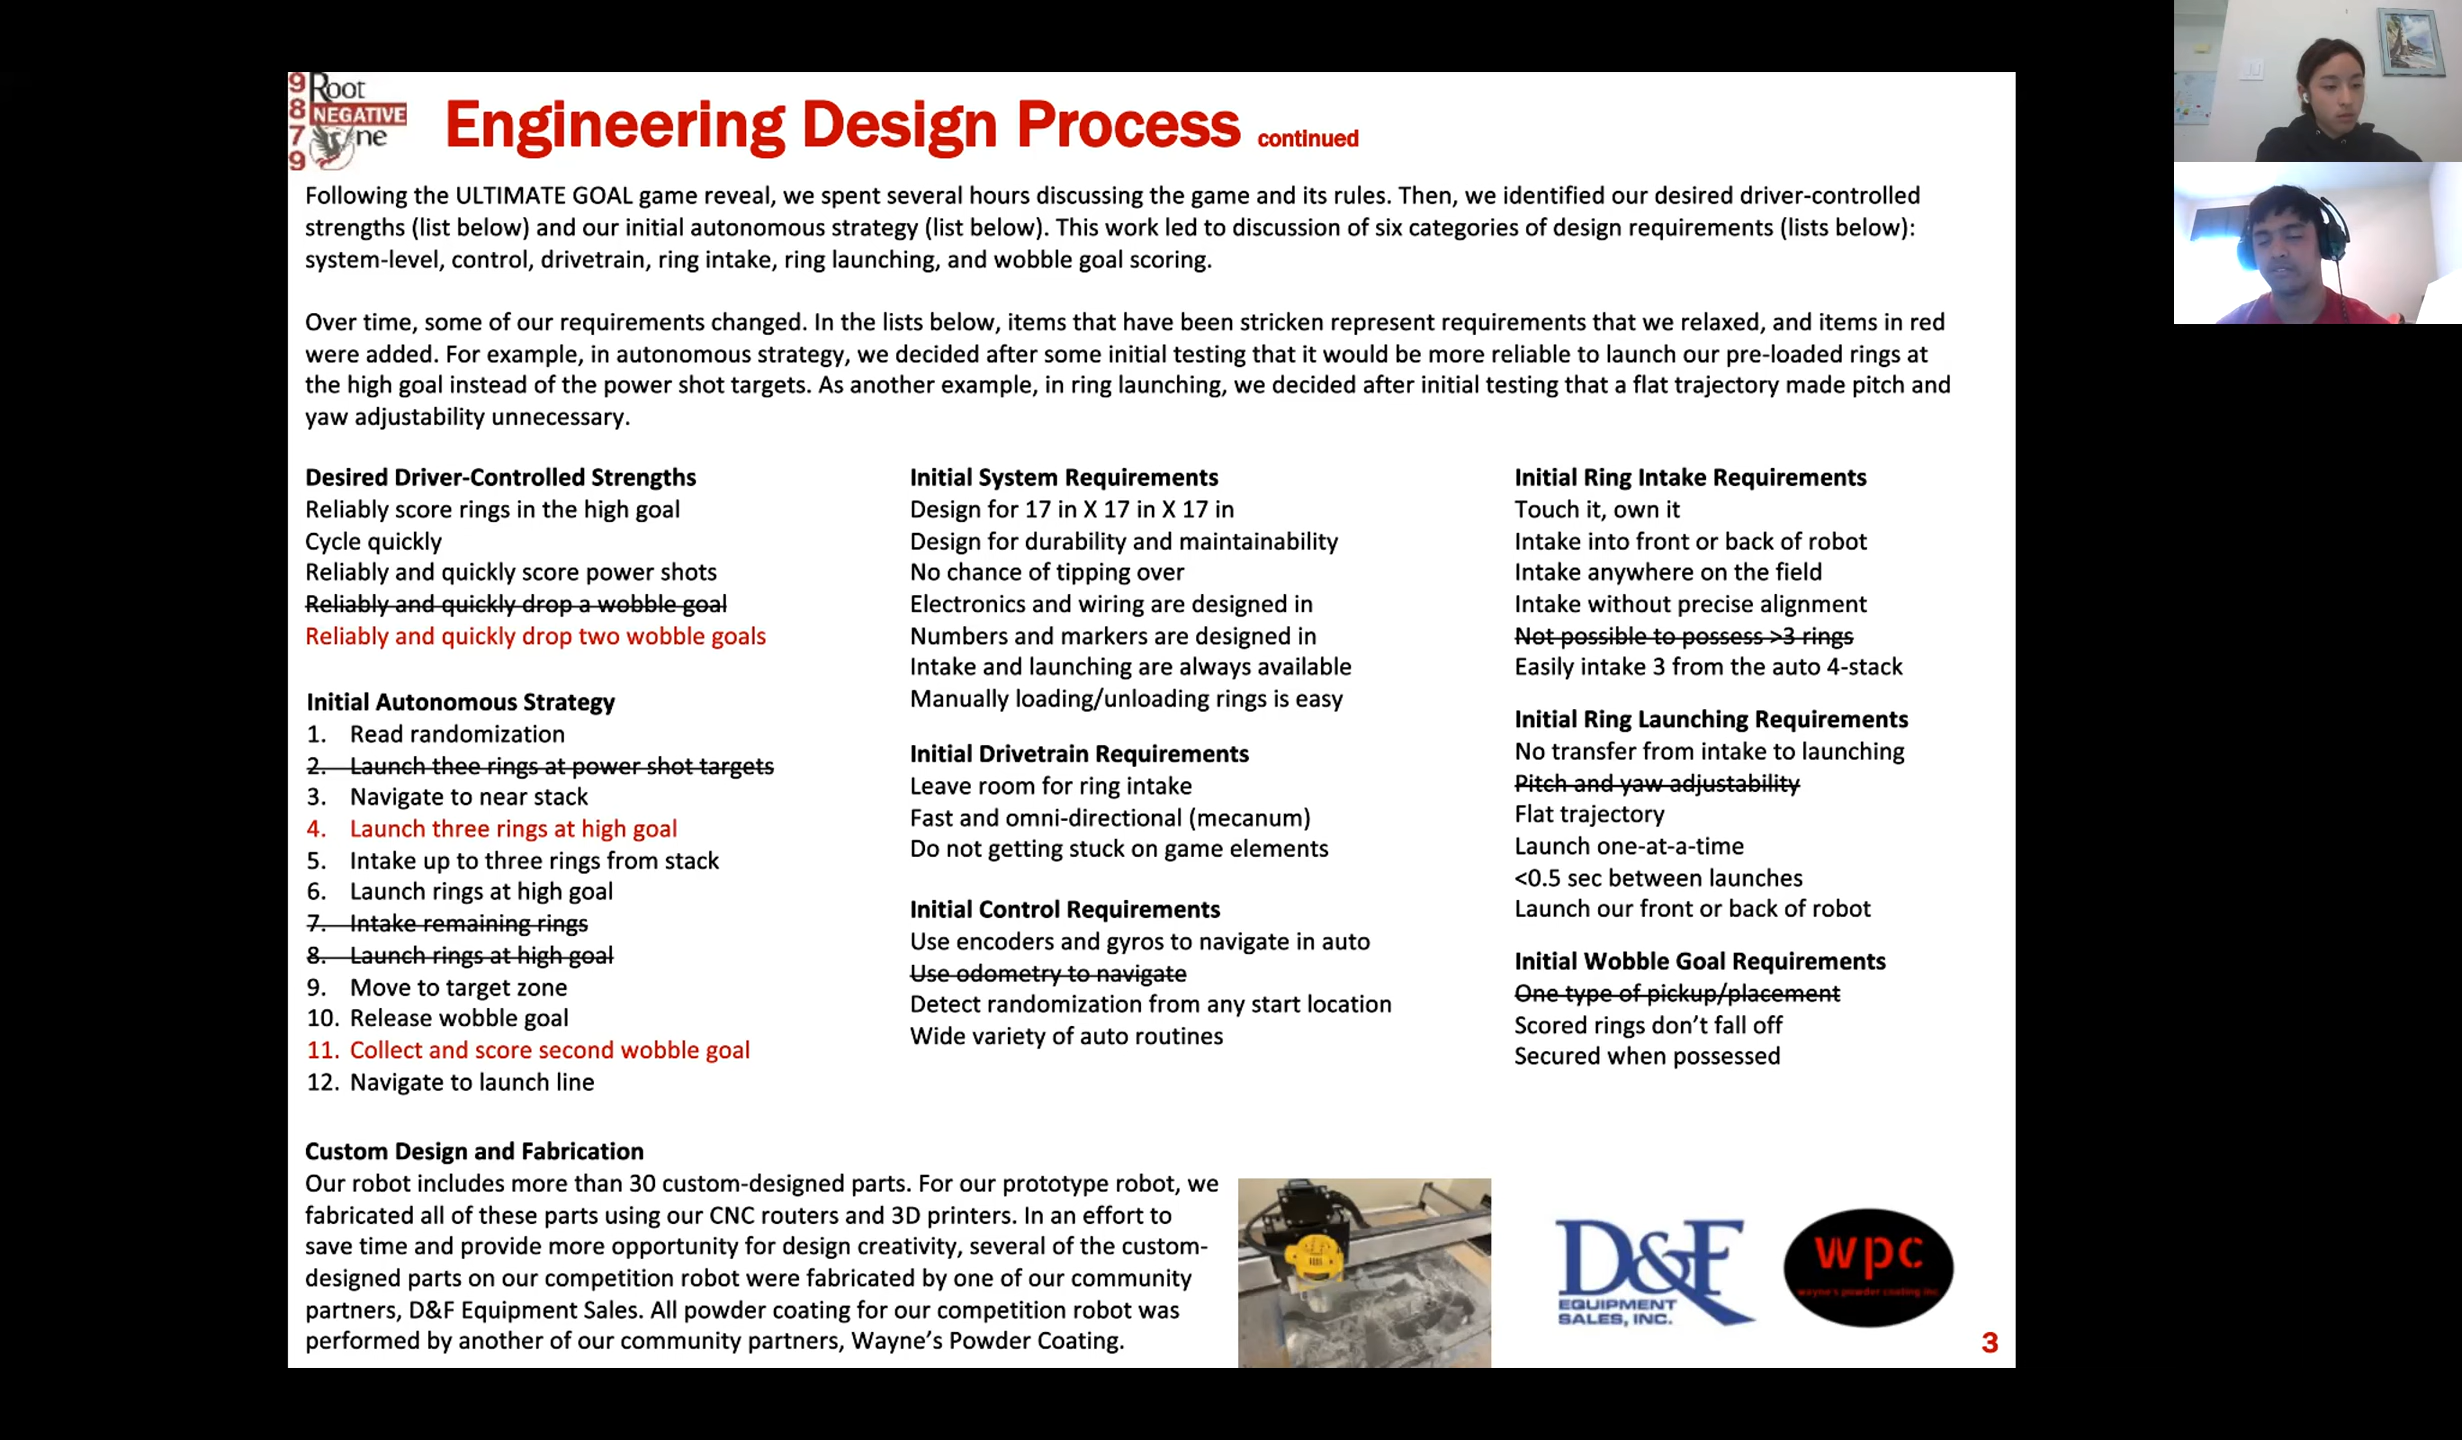 9879
Root
NEGATIVE
ne
Engineering Design Process continued
Following the ULTIMATE GOAL game reveal, we spent several hours discussing the game and its rules. Then, we identified our desired driver-controlled
strengths (list below) and our initial autonomous strategy (list below). This work led to discussion of six categories of design requirements (lists below):
system-level, control, drivetrain, ring intake, ring launching, and wobble goal scoring.
Over time, some of our requirements changed. In the lists below, items that have been stricken represent requirements that we relaxed, and items in red
were added. For example, in autonomous strategy, we decided after some initial testing that it would be more reliable to launch our pre-loaded rings at
the high goal instead of the power shot targets. As another example, in ring launching, we decided after initial testing that a flat trajectory made pitch and
yaw adjustability unnecessary.
Desired Driver-Controlled Strengths
Reliably score rings in the high goal
Cycle quickly
Reliably and quickly score power shots
Reliably and quickly drop a wobble goal
Reliably and quickly drop two wobble goals
Initial Autonomous Strategy
1. Read randomization
2. Launch thee rings at power shot targets
3. Navigate to near stack
4. Launch three rings at high goal
5. Intake up to three rings from stack
6. Launch rings at high goal
7. Intake remaining rings
8. Launch rings at high goal
9. Move to target zone
10. Release wobble goal
11. Collect and score second wobble goal
12. Navigate to launch line
Initial System Requirements
Design for 17 in X 17 in X 17 in
Design for durability and maintainability
No chance of tipping over
Electronics and wiring are designed in
Numbers and markers are designed in
Intake and launching are always available
Manually loading/unloading rings is easy
Initial Drivetrain Requirements
Leave room for ring intake
Fast and omni-directional (mecanum)
Do not getting stuck on game elements
Initial Control Requirements
Use encoders and gyros to navigate in auto
Use odometry to navigate
Detect randomization from any start location
Wide variety of auto routines
Initial Ring Intake Requirements
Touch it, own it
Intake into front or back of robot
Intake anywhere on the field
Intake without precise alignment
Not possible to possess >3 rings
Easily intake 3 from the auto 4-stack
Initial Ring Launching Requirements
No transfer from intake to launching
Pitch and yaw adjustability
Flat trajectory
Launch one-at-a-time
<0.5 sec between launches
Launch our front or back of robot
Initial Wobble Goal Requirements
One type of pickup/placement
Scored rings don't fall off
Secured when possessed
Custom Design and Fabrication
Our robot includes more than 30 custom-designed parts. For our prototype robot, we
fabricated all of these parts using our CNC routers and 3D printers. In an effort to
save time and provide more opportunity for design creativity, several of the custom-
designed parts on our competition robot were fabricated by one of our community
partners, D&F Equipment Sales. All powder coating for our competition robot was
performed by another of our community partners, Wayne's Powder Coating.
D&F
EQUIPMENT
SALES, INC.
wpc
wayne's powder coating inc.
3